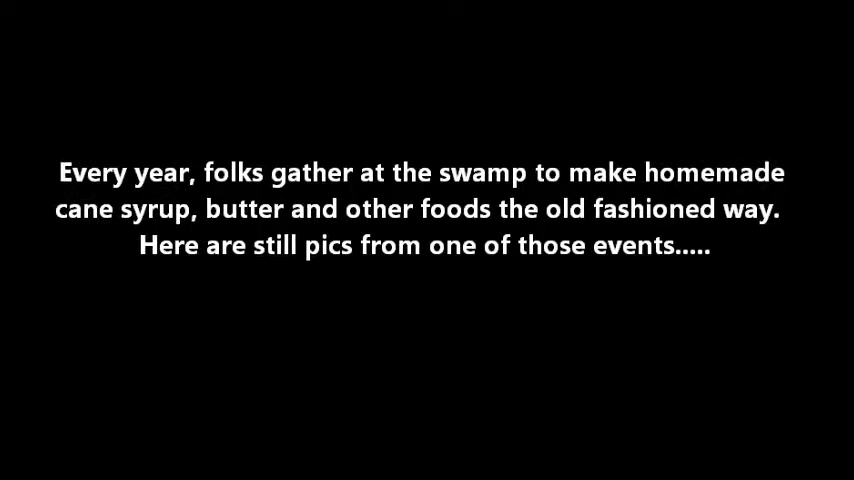 Every year, folks gather at the swamp to make homemade
cane syrup, butter and other foods the old fashioned way.
Here are still pics from one of those events.....